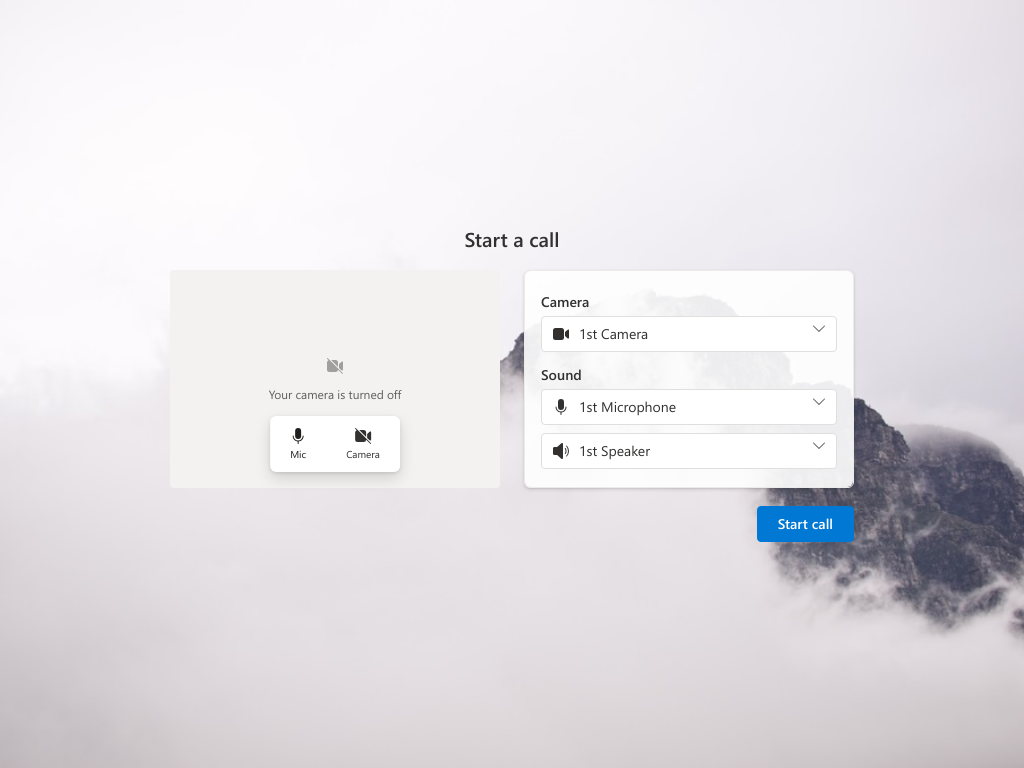 Start a call
Your camera is turned off
Mic
Camera
Camera
1st Camera
Sound
1st Microphone
1st Speaker
Start call